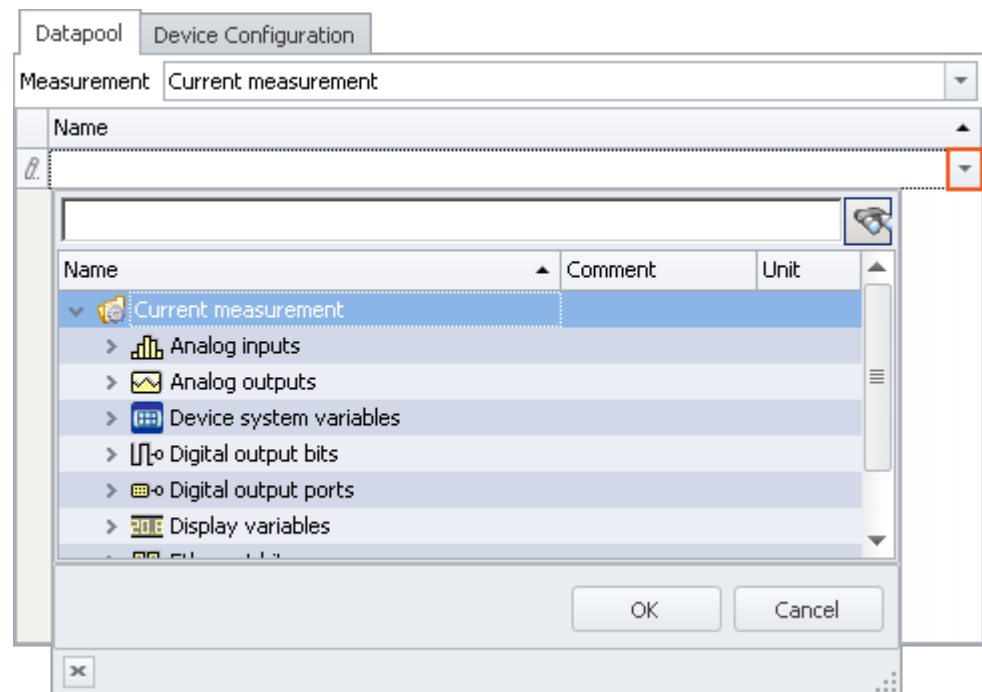 Datapool Device Configuration
Measurement Current measurement
Name
Name Comment Unit
Current measurement
Analog inputs
Analog outputs
Device system variables
Digital output bits
Digital output ports
Display variables
OK Cancel